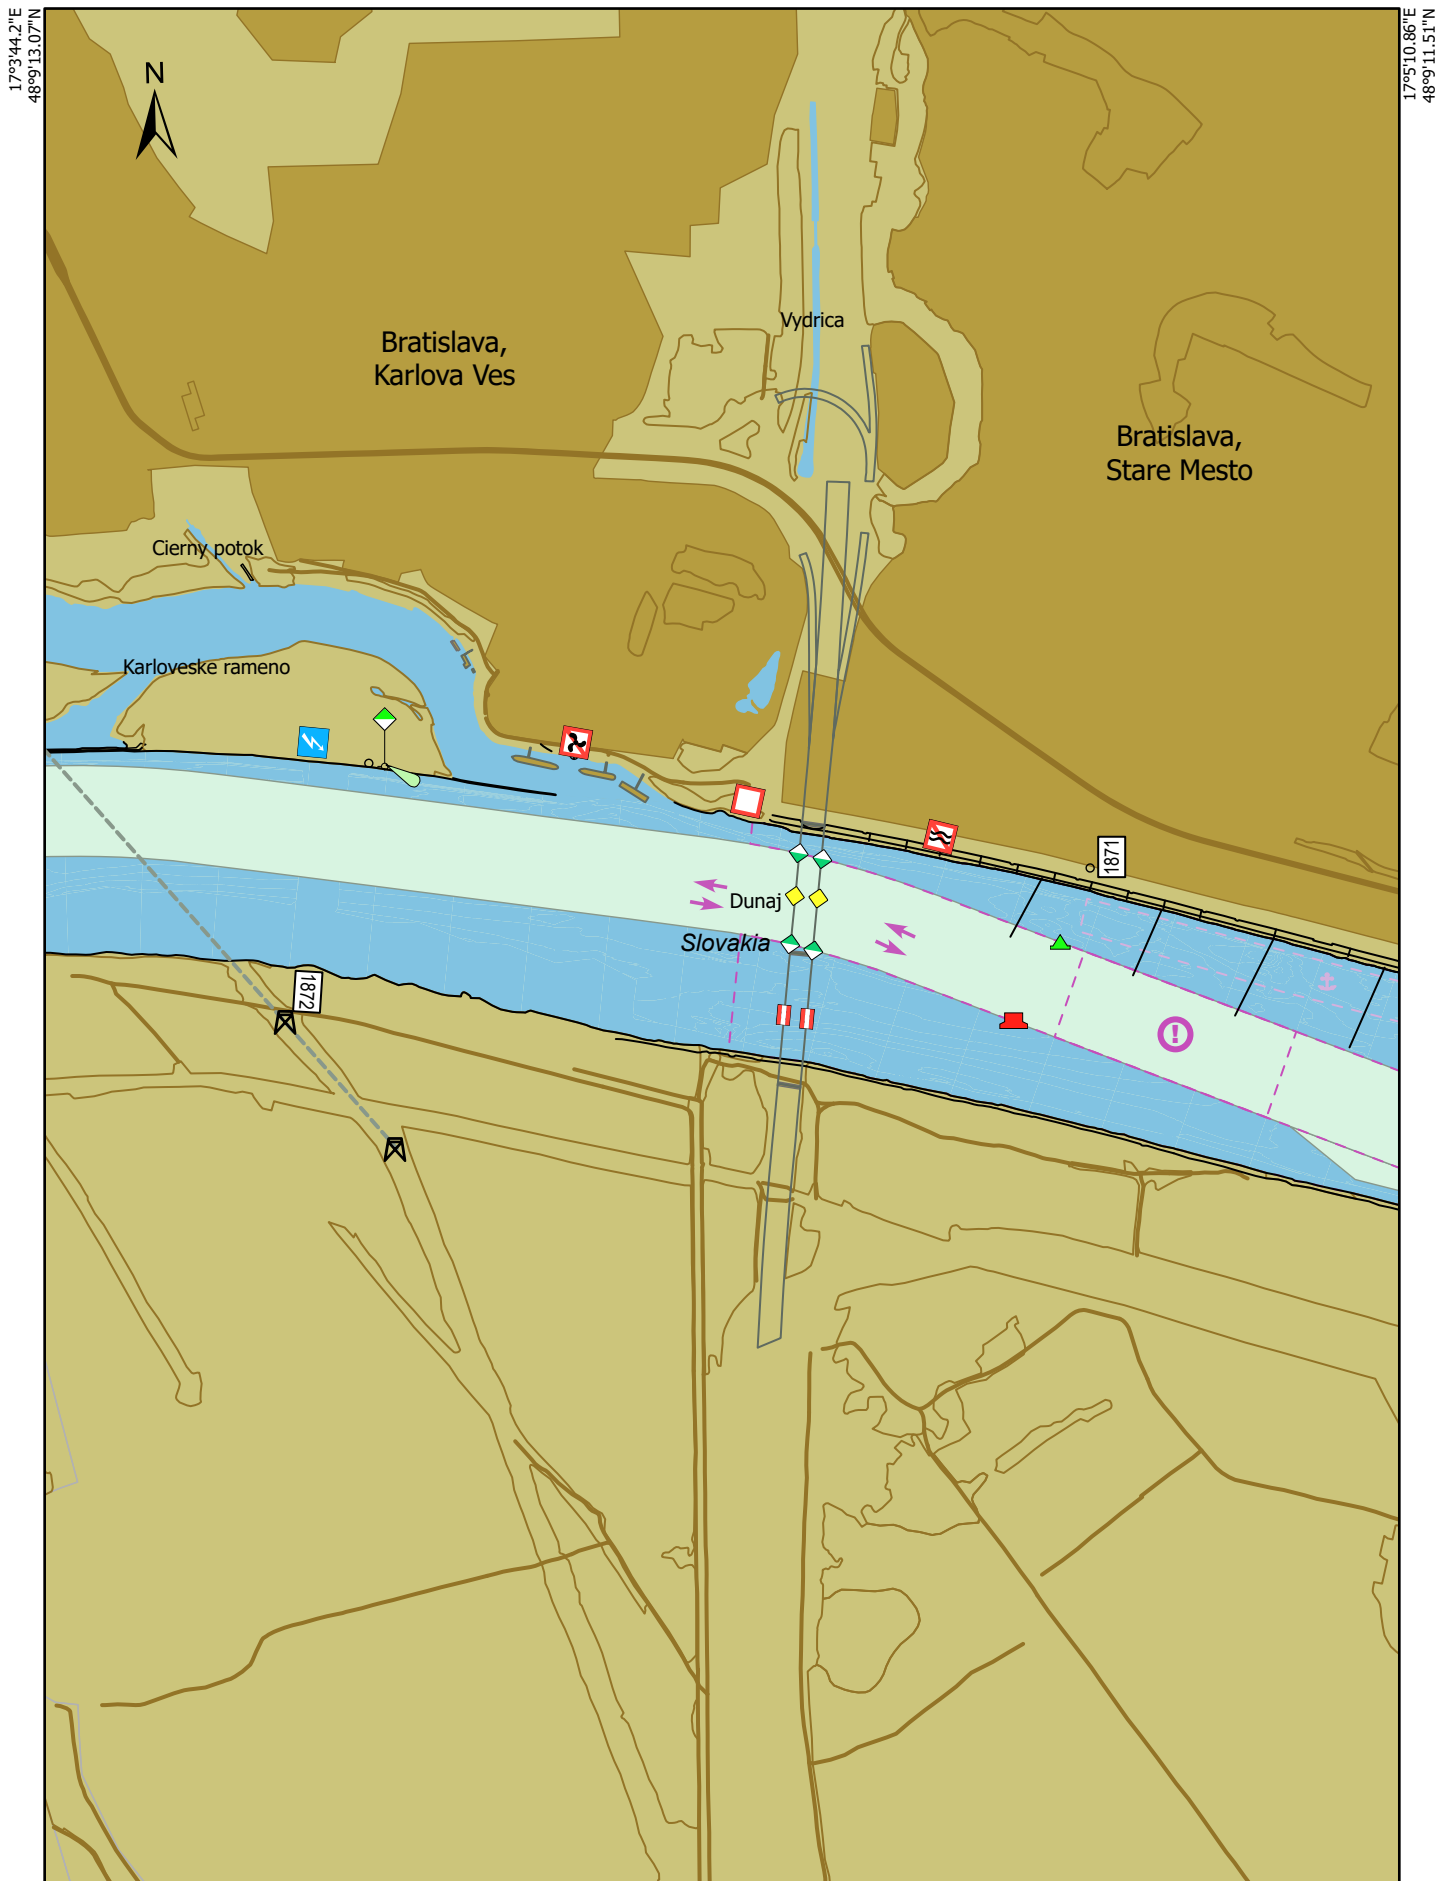 17°3'44.2"E
48°9'13.07"N
17°5'10.86"E
48°9'11.51"N
N
Vydrica
Bratislava,
Karlova Ves
Bratislava,
Stare Mesto
Cierny potok
Karloveske rameno
1871
Dunaj
Slovakia
1872
!